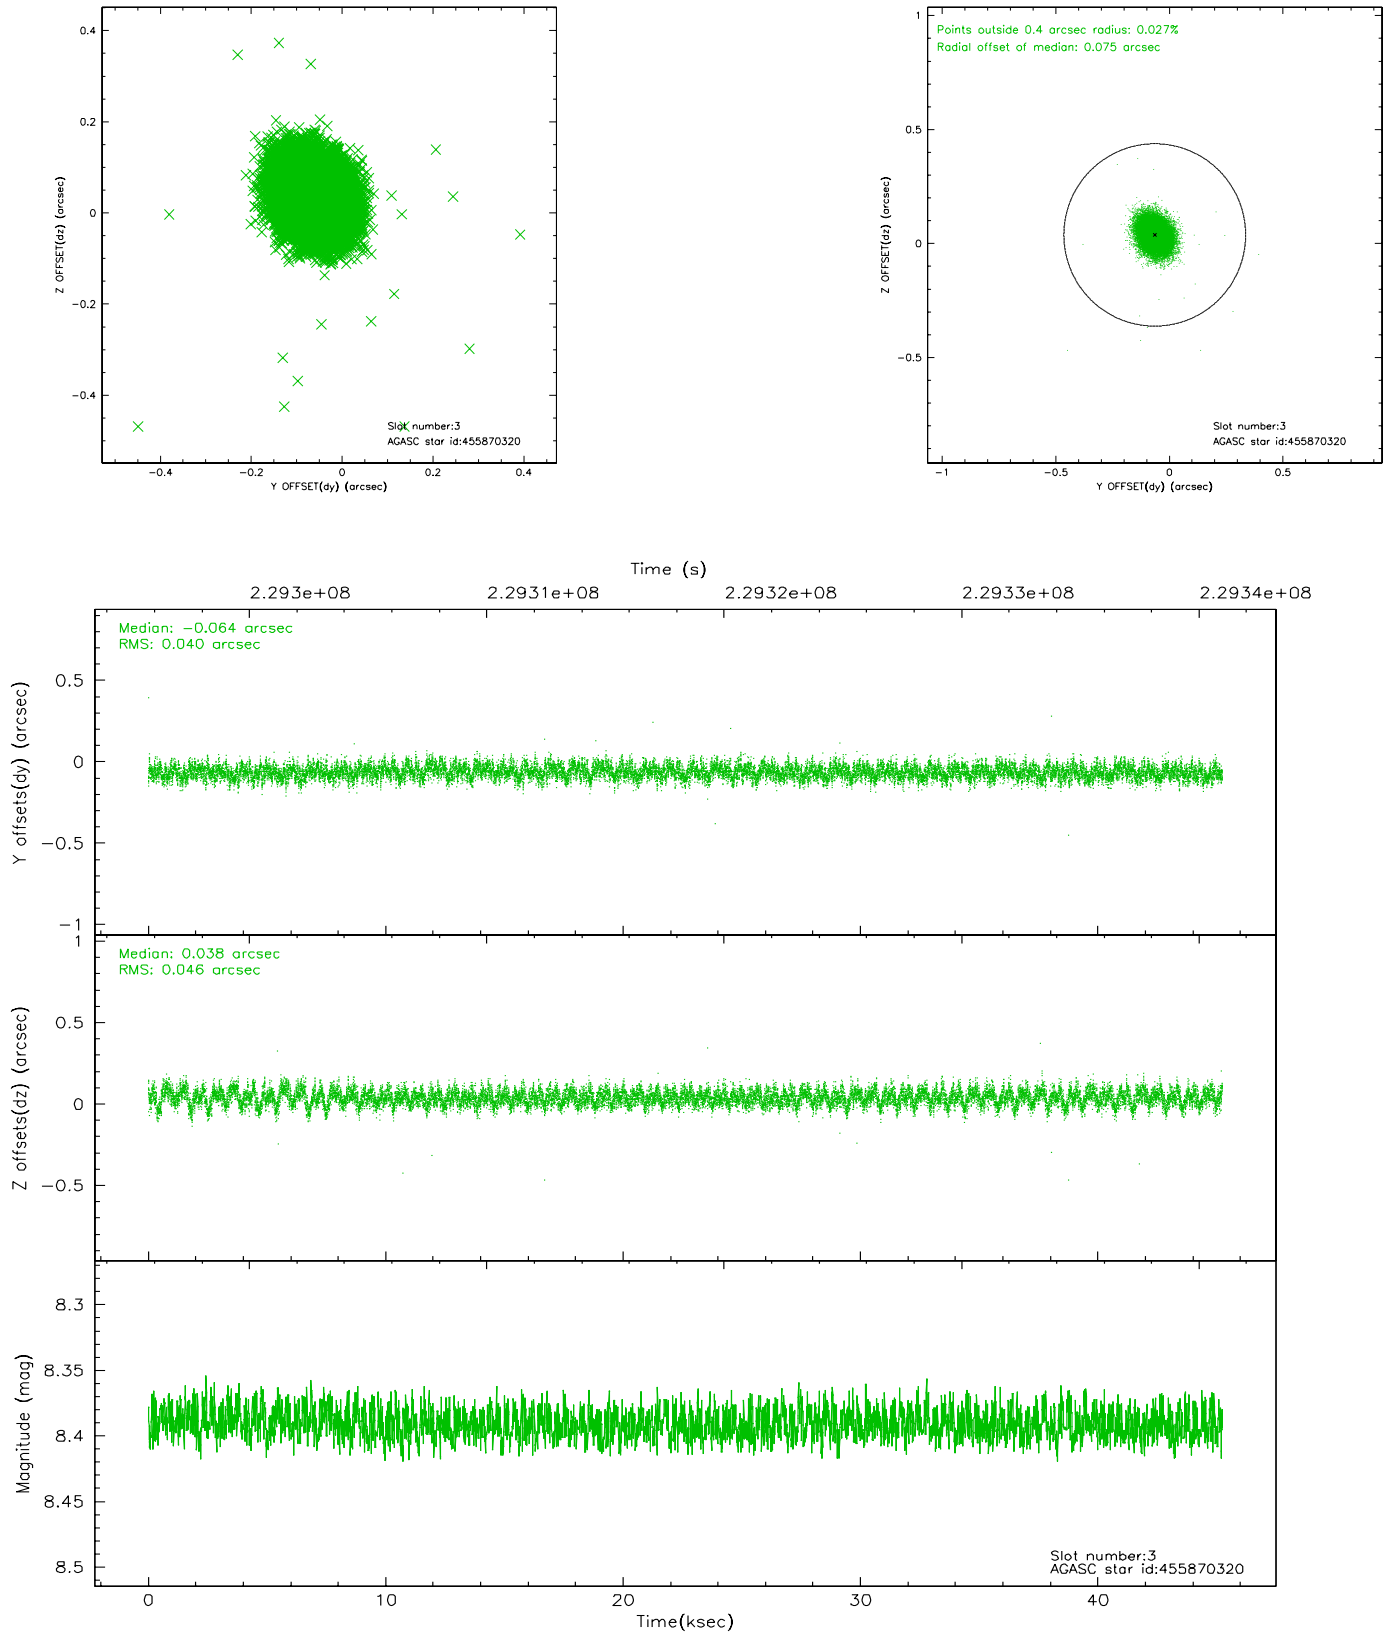 0.4
0.2
0
-0.2
-0.4
Z OFFSET(dz) (arcsec)
-0.4
-0.2
0
0.2
0.4
Y OFFSET(dy) (arcsec)
Slot number:3
AGASC star id:455870320
Points outside 0.4 arcsec radius: 0.027%
Radial offset of median: 0.075 arcsec
1
0.5
0
-0.5
Z OFFSET(dz) (arcsec)
-1
-0.5
0
0.5
Y OFFSET(dy) (arcsec)
Slot number:3
AGASC star id:455870320
Time (s)
2.293e+08
2.2931e+08
2.2932e+08
2.2933e+08
2.2934e+08
Median: -0.064 arcsec
RMS: 0.040 arcsec
0.5
0
-0.5
-1
Y offsets(dy) (arcsec)
Median: 0.038 arcsec
RMS: 0.046 arcsec
1
0.5
0
-0.5
Z offsets(dz) (arcsec)
8.3
8.35
8.4
8.45
8.5
Magnitude (mag)
Slot number:3
AGASC star id:455870320
0
10
20
30
40
Time(ksec)